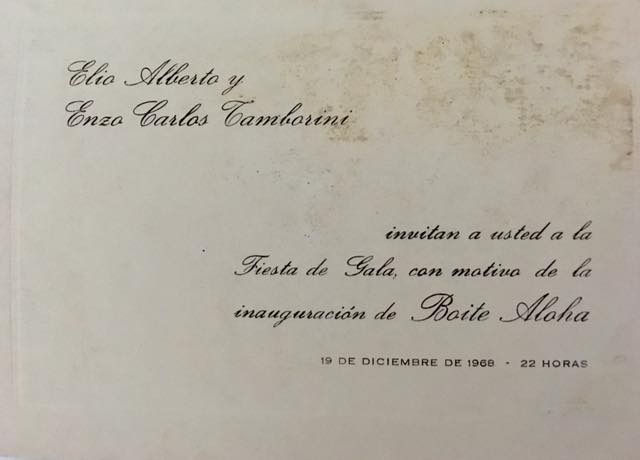 Elio Alberto y
Enzo Carlos Tamborini
invitan a usted a la
Fiesta de Gala, con motivo de la
inauguración de Boite Aloha
19 DE DICIEMBRE DE 1968 - 22 HORAS